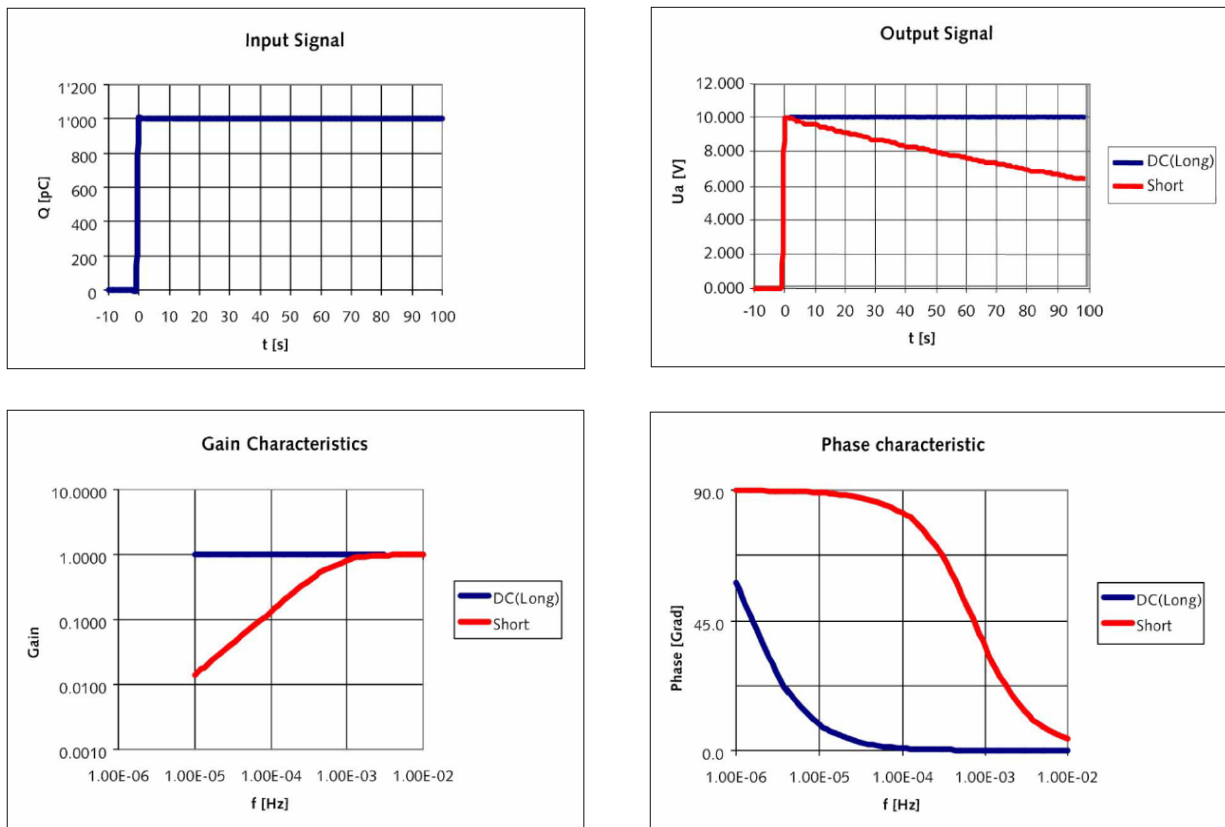 Input Signal
Q [pC]
1'200
1'000
800
600
400
200
0
-10 0 10 20 30 40 50 60 70 80 90 100
t [s]
Output Signal
Ua [V]
12.000
10.000
8.000
6.000
4.000
2.000
0.000
-10 0 10 20 30 40 50 60 70 80 90 100
t [s]
DC(Long)
Short
Gain Characteristics
Gain
10.0000
1.0000
0.1000
0.0100
0.0010
1.00E-06 1.00E-05 1.00E-04 1.00E-03 1.00E-02
f [Hz]
DC(Long)
Short
Phase characteristic
Phase [Grad]
90.0
45.0
0.0
1.00E-06 1.00E-05 1.00E-04 1.00E-03 1.00E-02
f [Hz]
DC(Long)
Short